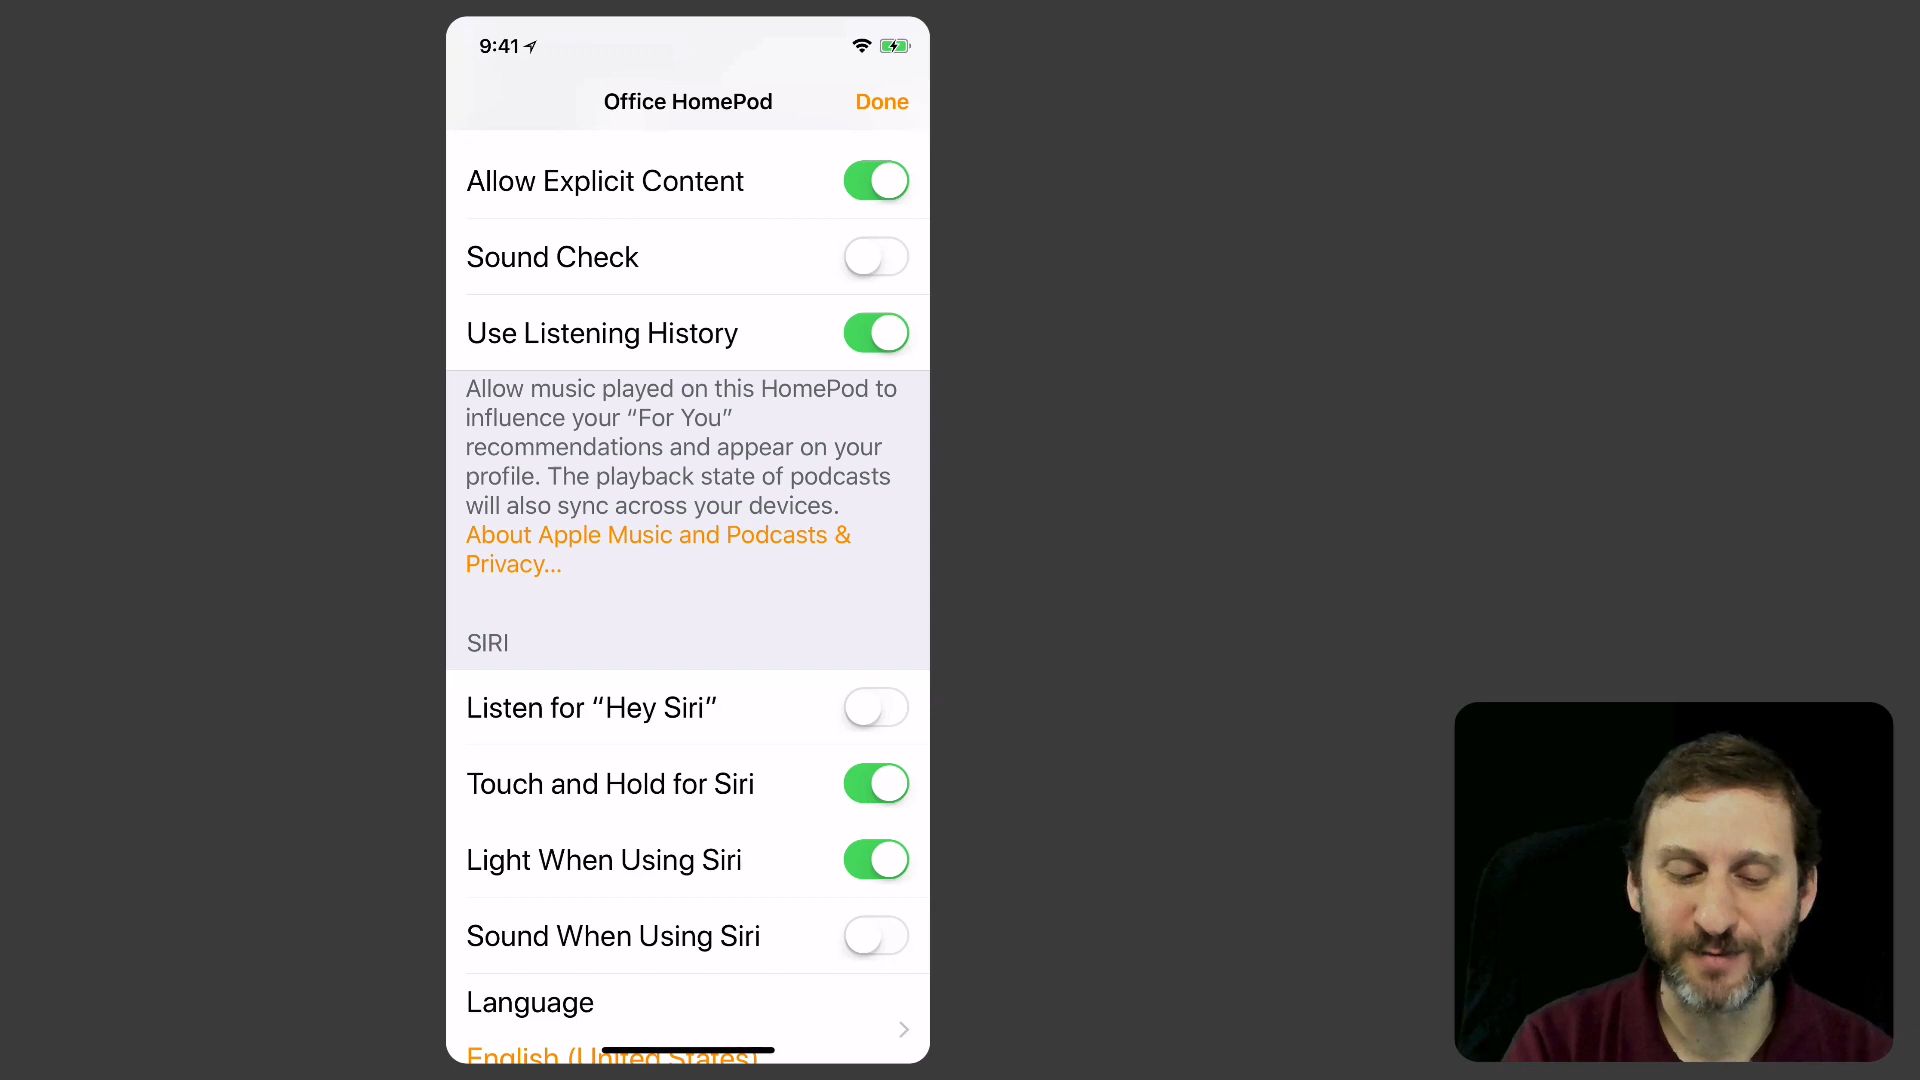 9:41
Office HomePod
Done
Allow Explicit Content
Sound Check
Use Listening History
Allow music played on this HomePod to
influence your “For You”
recommendations and appear on your
profile. The playback state of podcasts
will also sync across your devices.
About Apple Music and Podcasts &
Privacy...
SIRI
Listen for “Hey Siri”
Touch and Hold for Siri
Light When Using Siri
Sound When Using Siri
Language
English (United States)